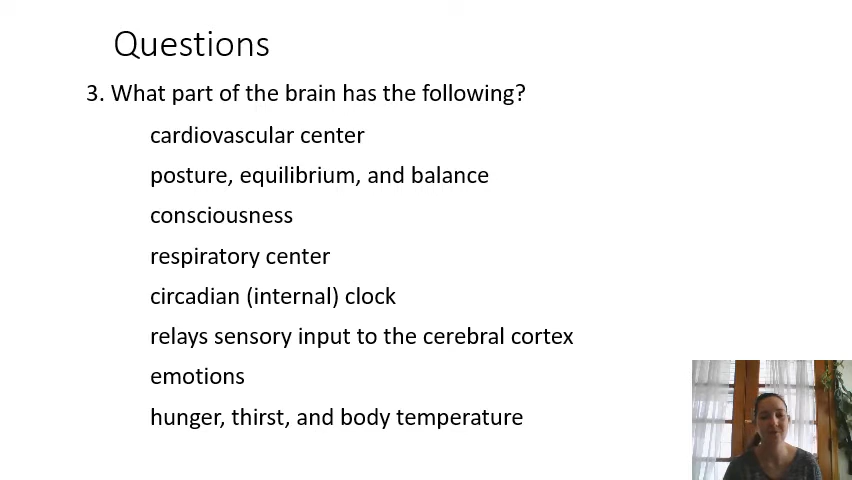 Questions
3. What part of the brain has the following?
cardiovascular center
posture, equilibrium, and balance
consciousness
respiratory center
circadian (internal) clock
relays sensory input to the cerebral cortex
emotions
hunger, thirst, and body temperature